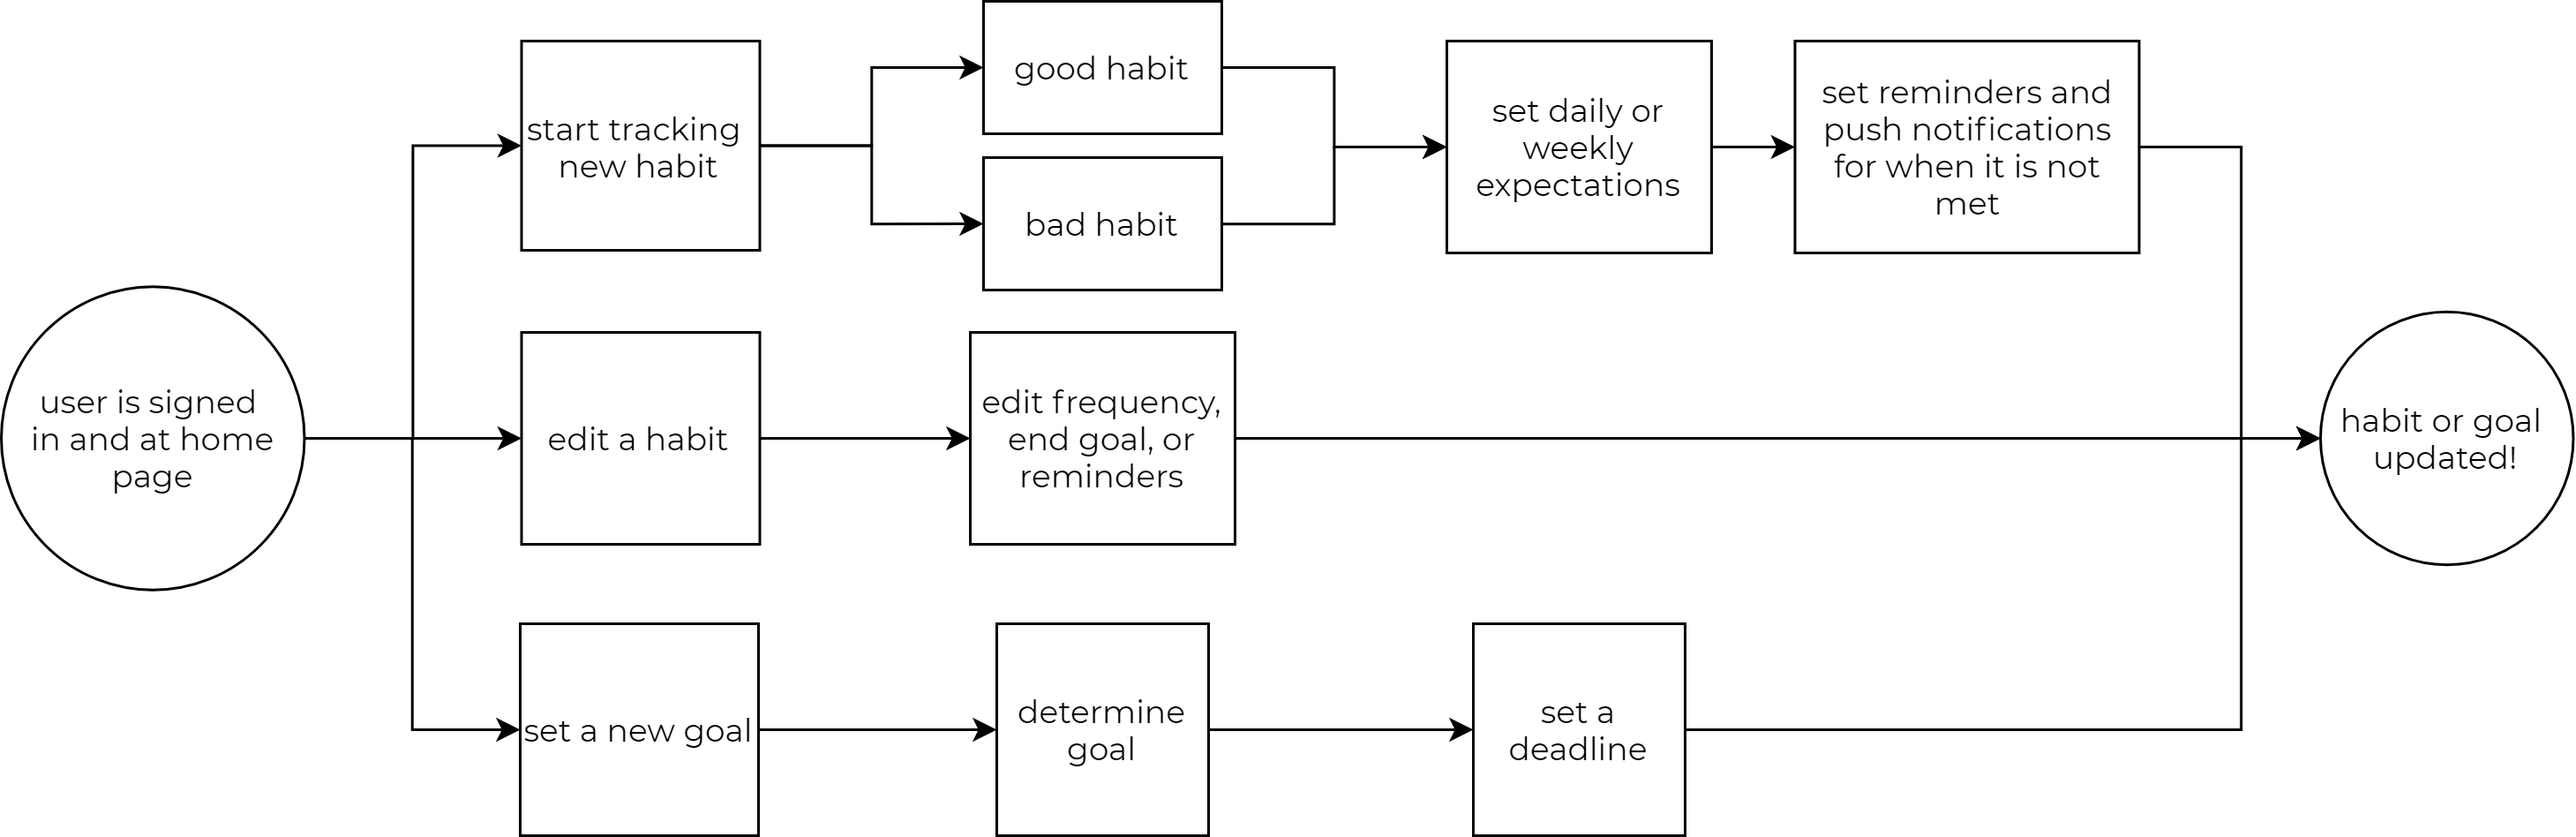 good habit
start tracking
new habit
bad habit
set daily or
weekly
expectations
set reminders and
push notifications
for when it is not
met
user is signed
in and at home
page
edit a habit
edit frequency,
end goal, or
reminders
habit or goal
updated!
set a new goal
determine
goal
set a
deadline